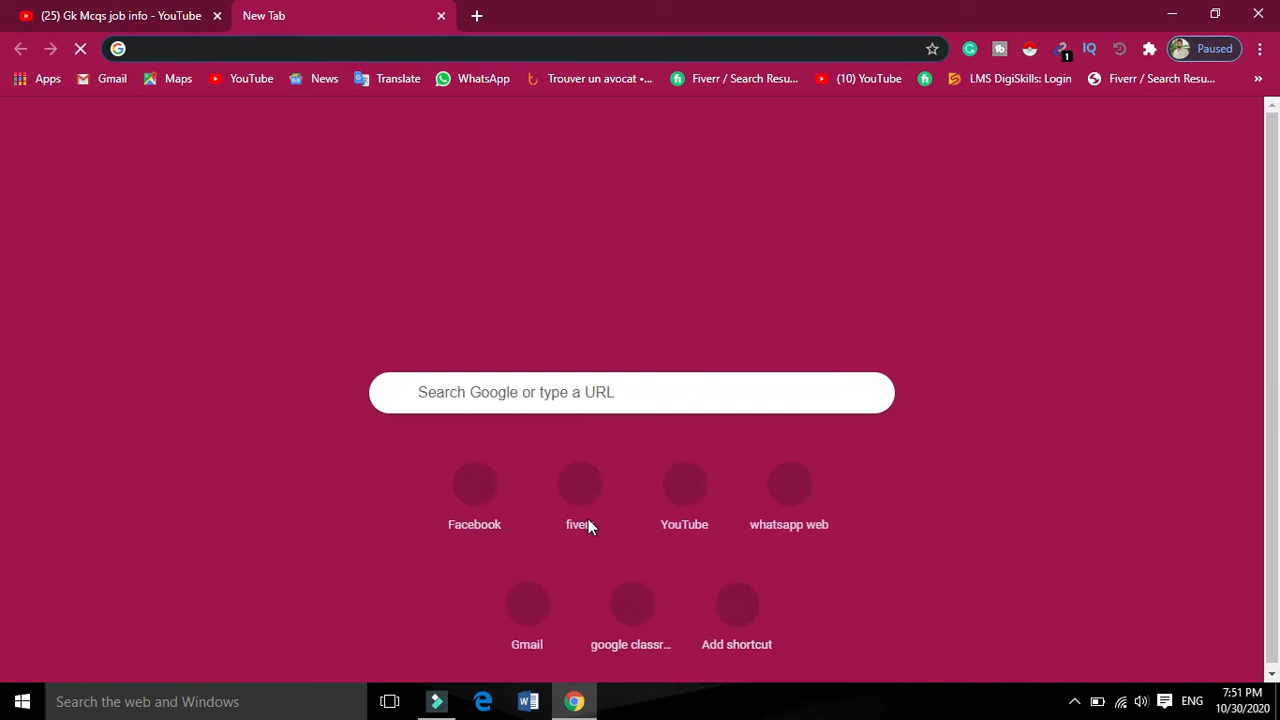 (25) Gk Mcqs job info - YouTube
New Tab
Paused
Apps
Gmail
Maps
YouTube
News
Translate
WhatsApp
Trouver un avocat •...
Fiverr / Search Resu...
(10) YouTube
LMS DigiSkills: Login
Fiverr / Search Resu...
»
1
IQ
Search Google or type a URL
Facebook
YouTube
whatsapp web
Gmail
google classr...
Add shortcut
Search the web and Windows
ENG
7:51 PM
10/30/2020